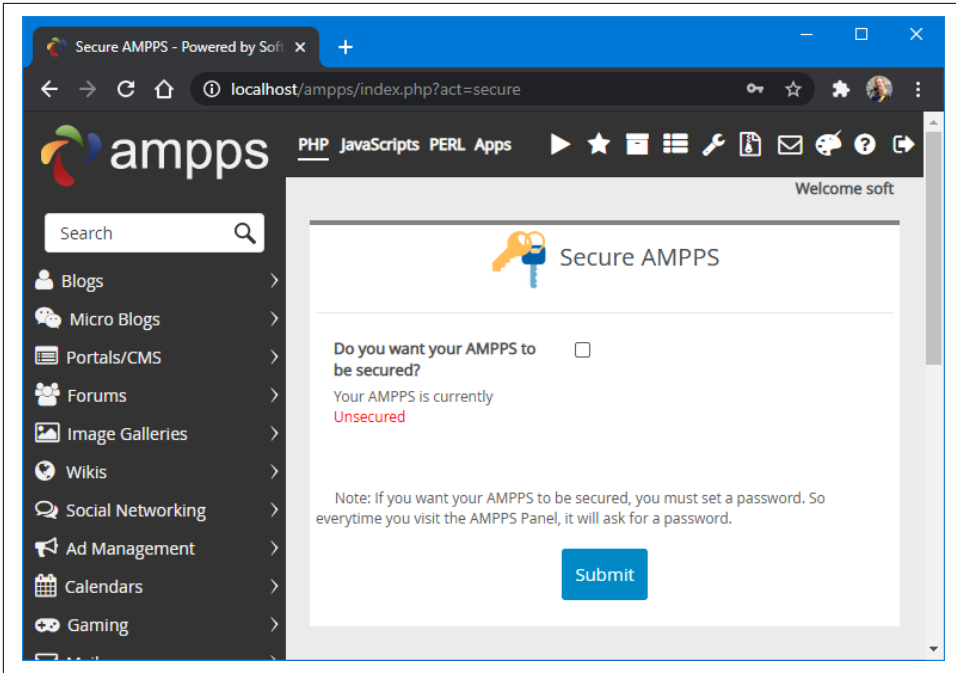 Secure AMPPS - Powered by Soft
localhost/ampps/index.php?act=secure
ampps
PHP JavaScripts PERL Apps
Welcome soft
Search
Blogs
Micro Blogs
Portals/CMS
Forums
Image Galleries
Wikis
Social Networking
Ad Management
Calendars
Gaming
Secure AMPPS
Do you want your AMPPS to
be secured?
Your AMPPS is currently
Unsecured
Note: If you want your AMPPS to be secured, you must set a password. So
everytime you visit the AMPPS Panel, it will ask for a password.
Submit